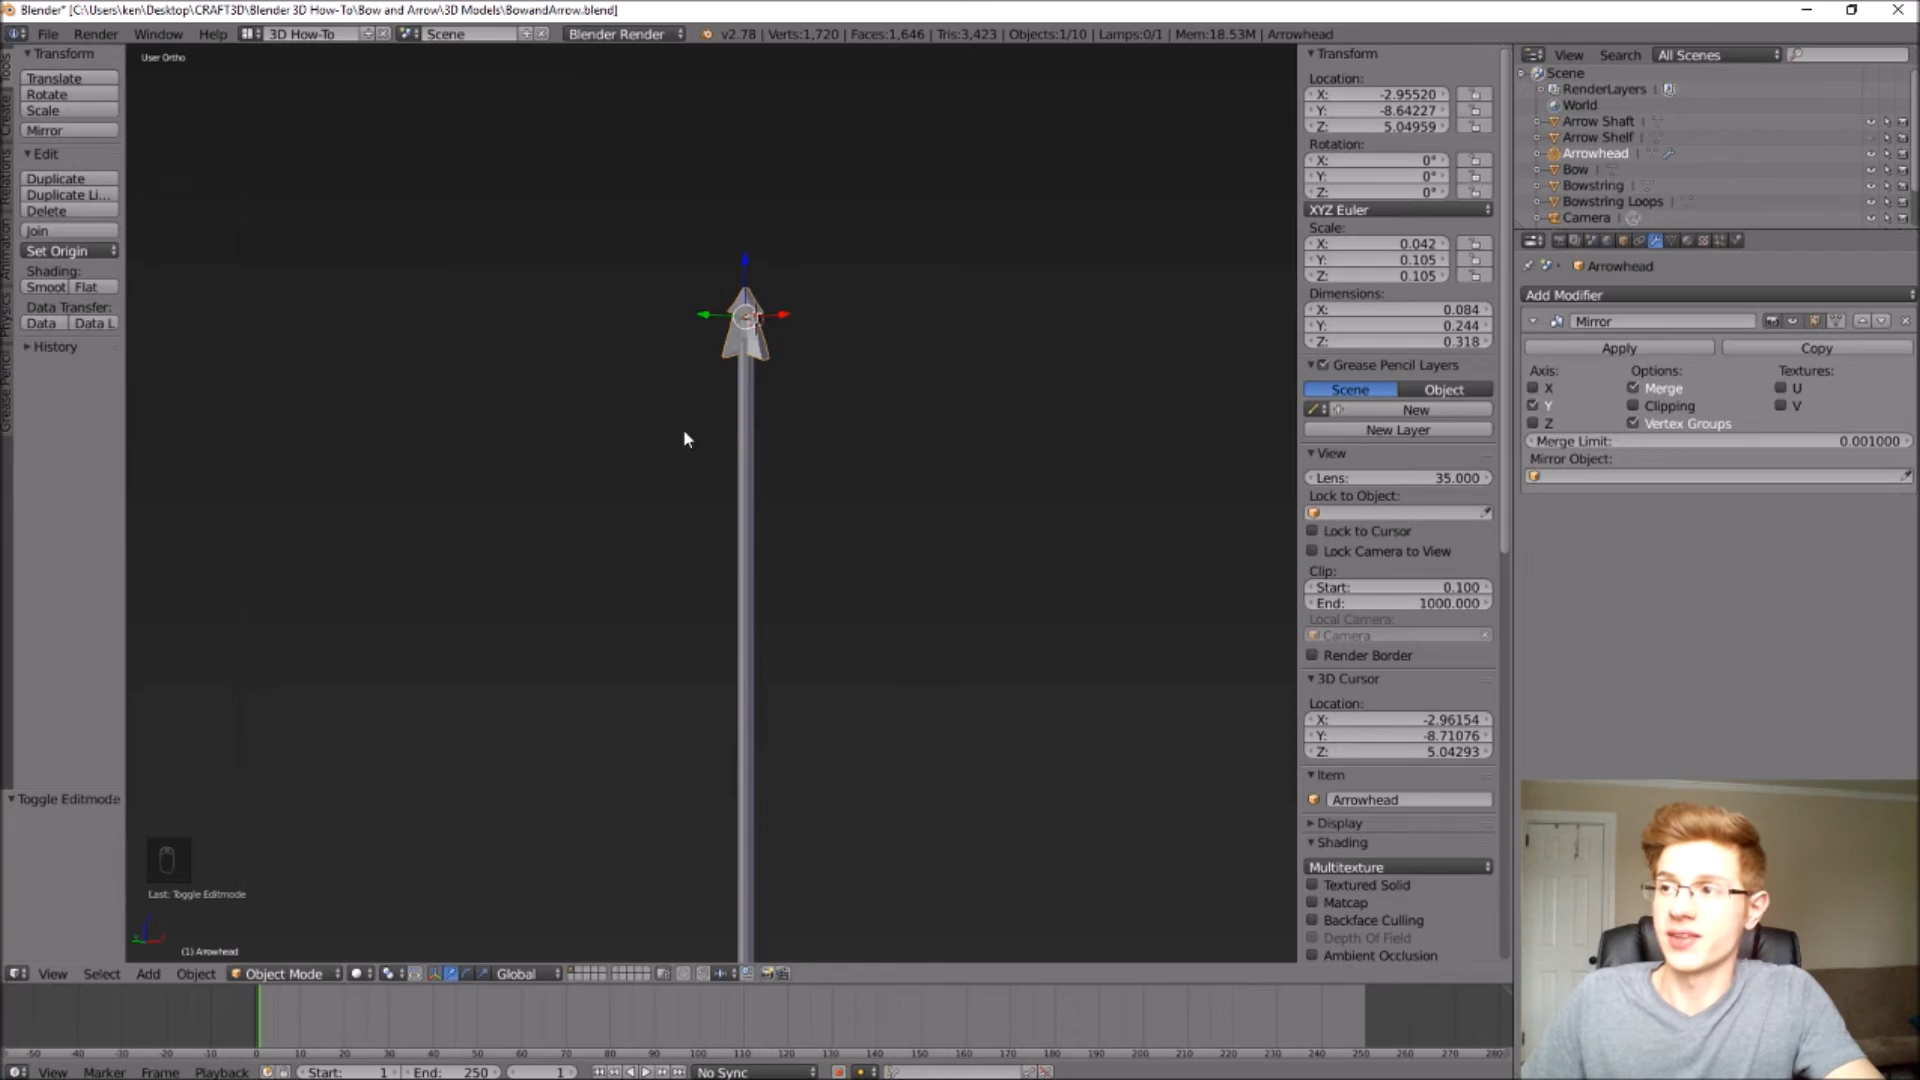 Blender* [C:\Users\ken\Desktop\CRAFT3D\Blender 3D How-To\Bow and Arrow\3D Models\BowandArrow.blend]
File Render Window Help 3D How-To Scene Blender Render v2.78 | Verts:1,720 | Faces:1,646 | Tris:3,423 | Objects:1/10 | Lamps:0/1 | Mem:18.53M | Arrowhead
Tools
Create
Relations
Animation
Physics
Grease Pencil
Transform
Translate
Rotate
Scale
Mirror
Edit
Duplicate
Duplicate Li...
Delete
Join
Set Origin
Shading:
Smoot Flat
Data Transfer:
Data Data L
History
Toggle Editmode
User Ortho
Last: Toggle Editmode
(1) Arrowhead
Transform
Location:
X: -2.95520
Y: -8.64227
Z: 5.04959
Rotation:
X: 0°
Y: 0°
Z: 0°
XYZ Euler
Scale:
X: 0.042
Y: 0.105
Z: 0.105
Dimensions:
X: 0.084
Y: 0.244
Z: 0.318
Grease Pencil Layers
Scene Object
New
New Layer
View
Lens: 35.000
Lock to Object:
Lock to Cursor
Lock Camera to View
Clip:
Start: 0.100
End: 1000.000
Local Camera:
Camera
Render Border
3D Cursor
Location:
X: -2.96154
Y: -8.71076
Z: 5.04293
Item
Arrowhead
Display
Shading
Multitexture
Textured Solid
Matcap
Backface Culling
Depth Of Field
Ambient Occlusion
View Search All Scenes
Scene
RenderLayers
World
Arrow Shaft
Arrow Shelf
Arrowhead
Bow
Bowstring
Bowstring Loops
Camera
Arrowhead
Add Modifier
Mirror
Apply Copy
Axis: Options: Textures:
X Merge U
Y Clipping V
Z Vertex Groups
Merge Limit: 0.001000
Mirror Object:
View Select Add Object Object Mode Global
-50 -40 -30 -20 -10 0 10 20 30 40 50 60 70 80 90 100 110 120 130 140 150 160 170 180 190 200 210 220 230 240 250 260 270 280
View Marker Frame Playback Start: 1 End: 250 1 No Sync